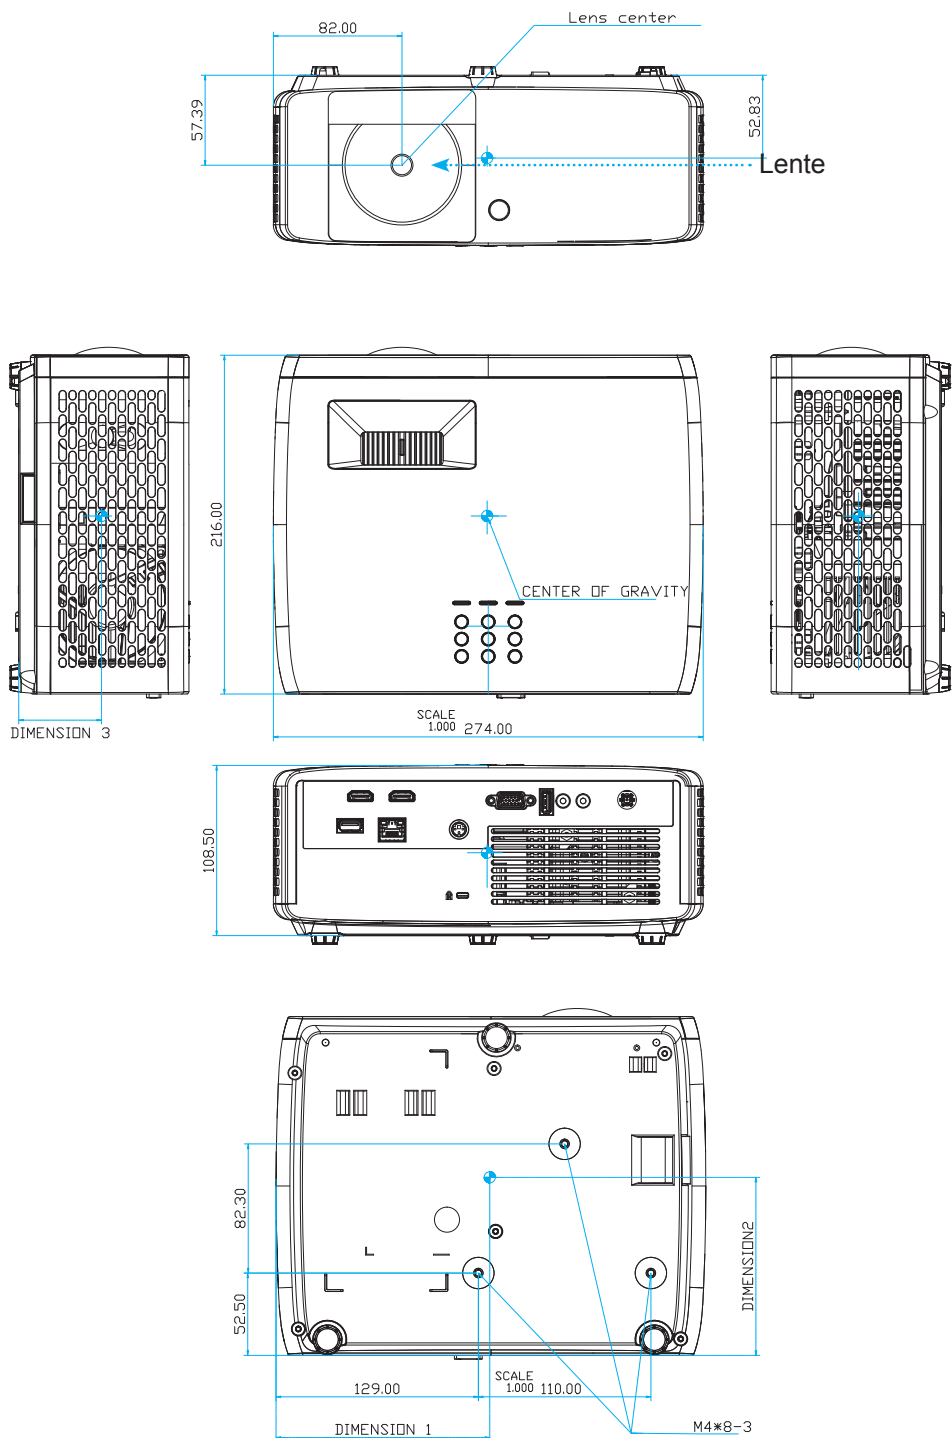 Lens center
82.00
57.39
52.83
Lente
216.00
CENTER OF GRAVITY
DIMENSION 3
SCALE
1.000 274.00
108.50
82.30
DIMENSION2
52.50
129.00
SCALE
1.000 110.00
DIMENSION 1
M4*8-3